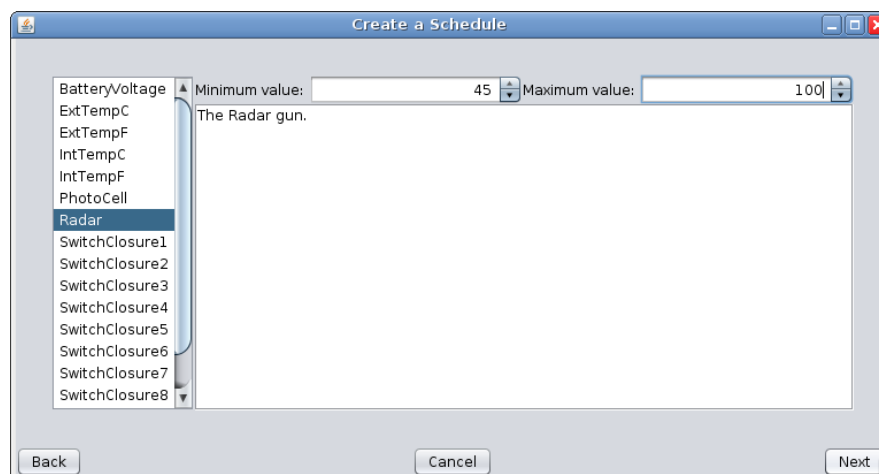 Create a Schedule
BatteryVoltage
ExtTempC
ExtTempF
IntTempC
IntTempF
PhotoCell
Radar
SwitchClosure1
SwitchClosure2
SwitchClosure3
SwitchClosure4
SwitchClosure5
SwitchClosure6
SwitchClosure7
SwitchClosure8
Minimum value: 45 Maximum value: 100
The Radar gun.
Back Cancel Next